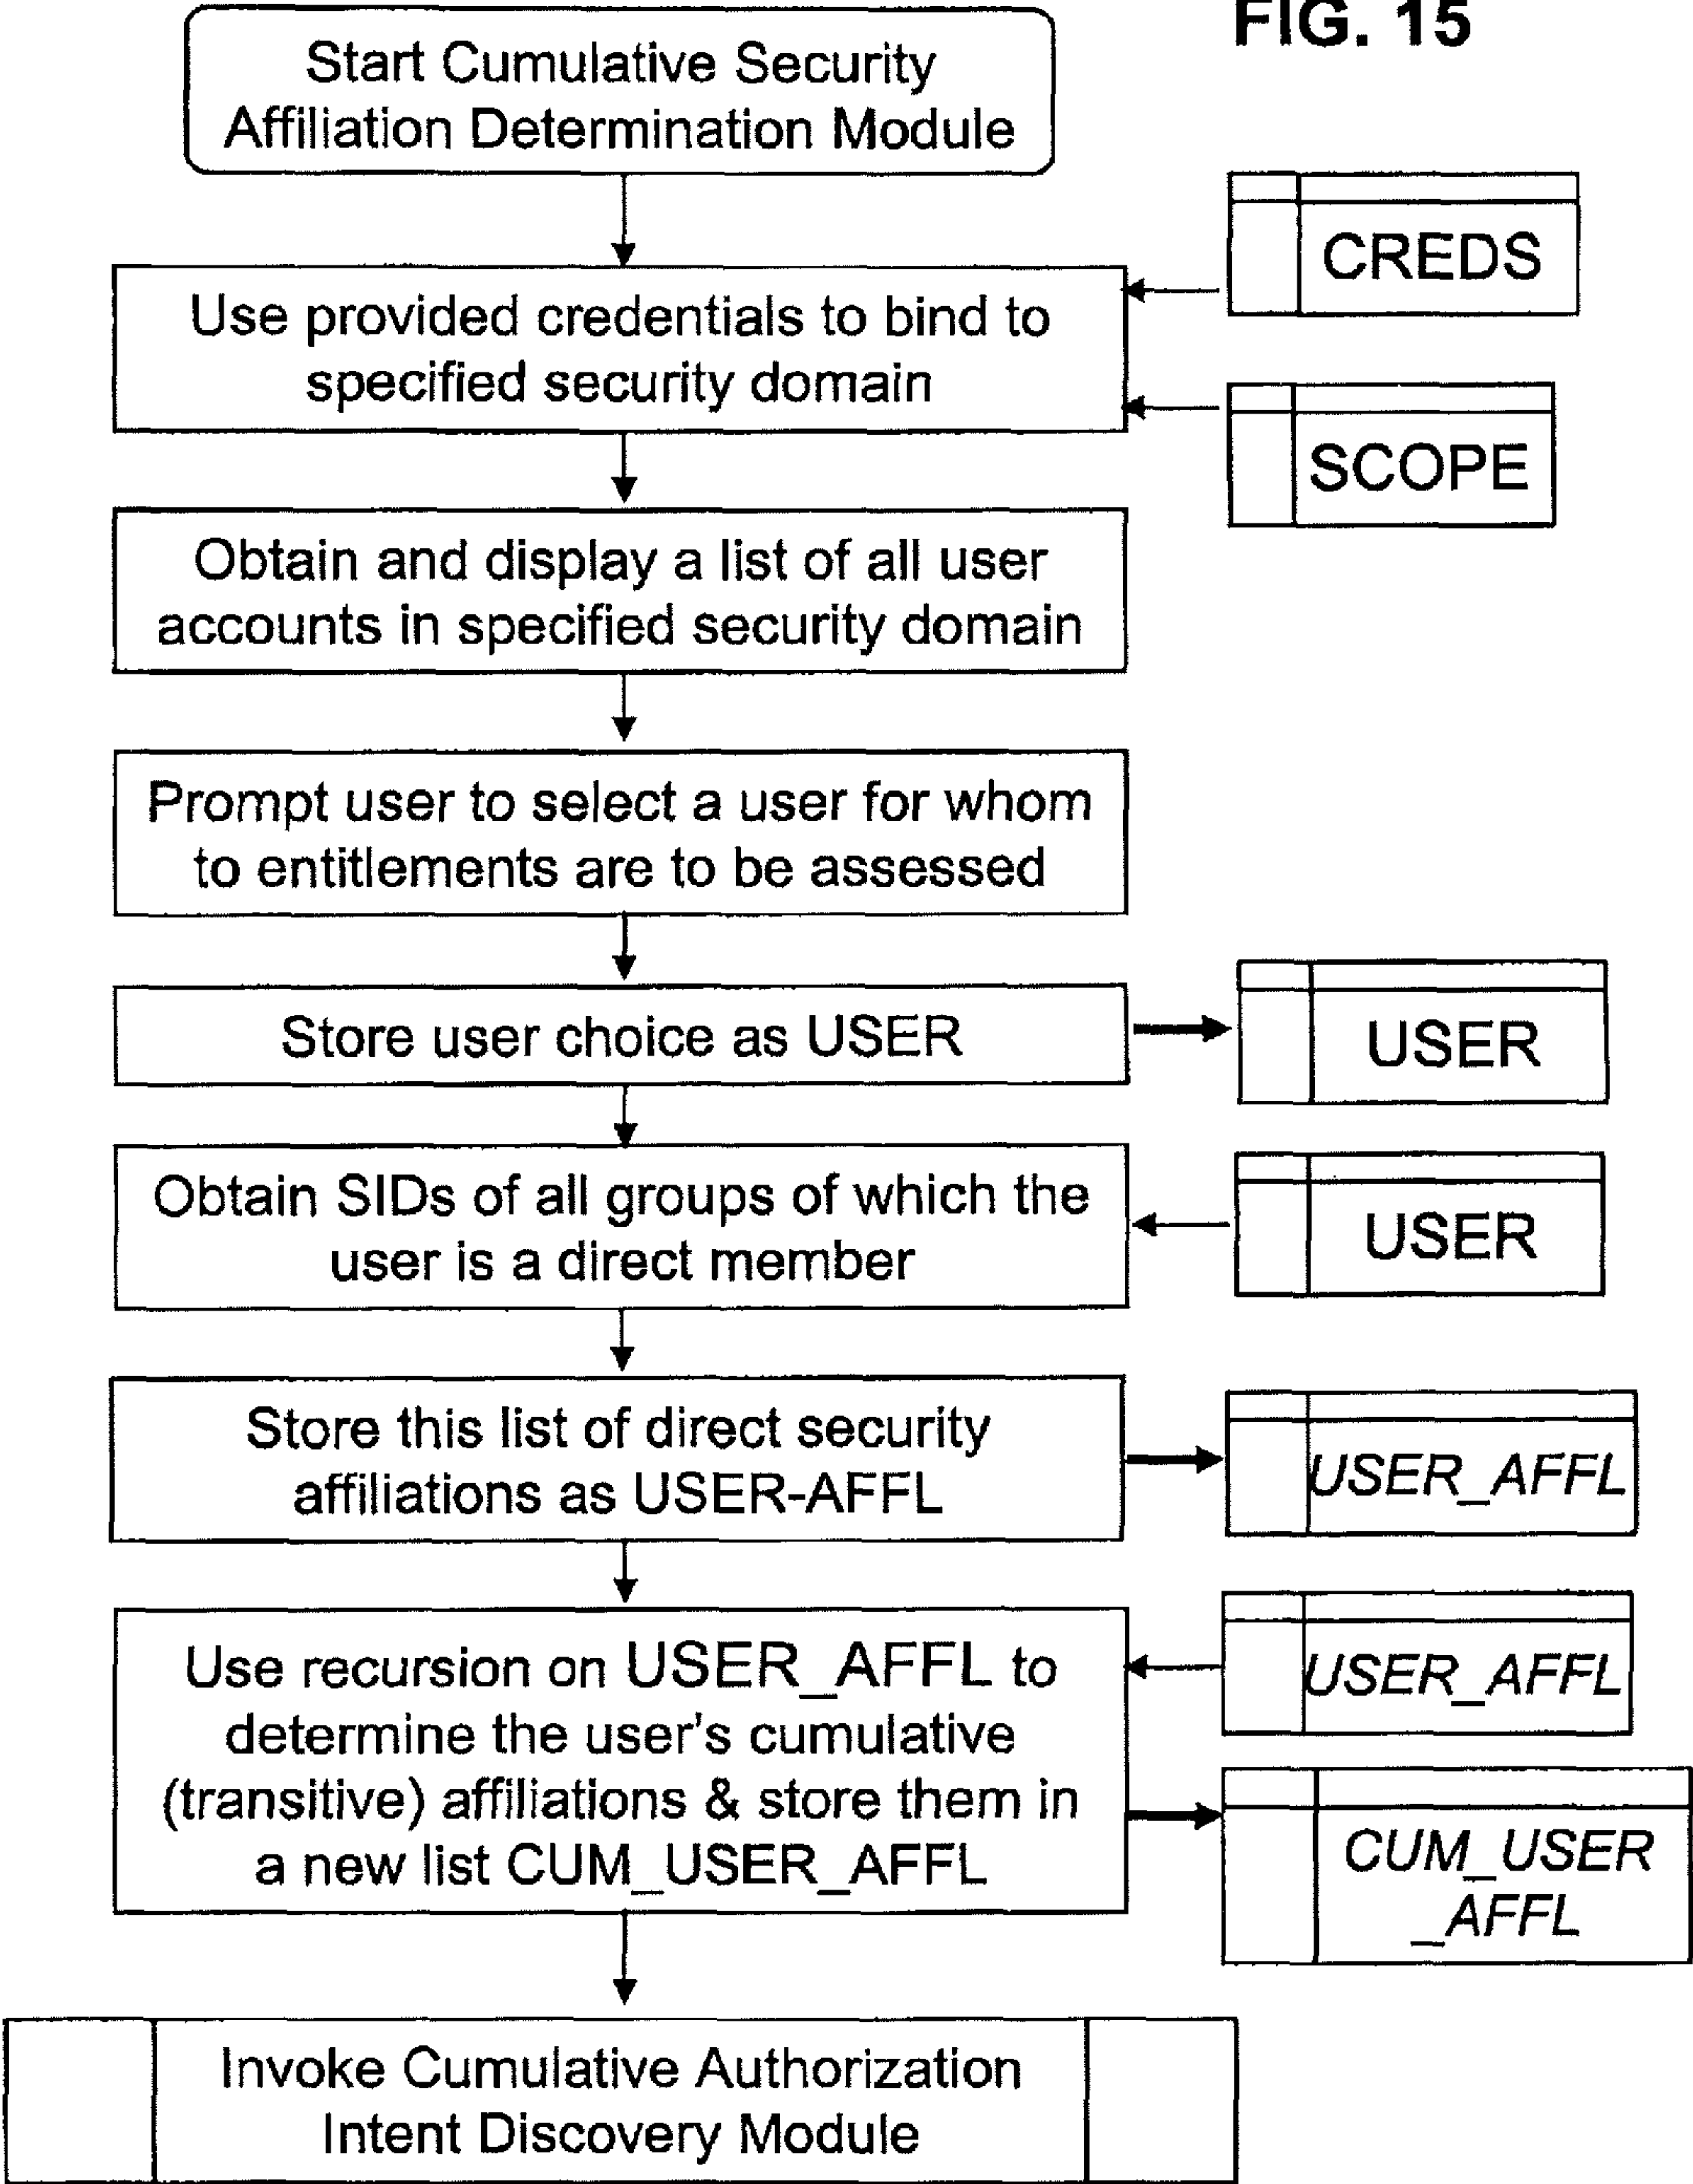 FIG. 15
Start Cumulative Security
Affiliation Determination Module
CREDS
Use provided credentials to bind to
specified security domain
SCOPE
Obtain and display a list of all user
accounts in specified security domain
Prompt user to select a user for whom
to entitlements are to be assessed
Store user choice as USER
USER
Obtain SIDs of all groups of which the
user is a direct member
USER
Store this list of direct security
affiliations as USER-AFFL
USER_AFFL
Use recursion on USER_AFFL to
determine the user's cumulative
(transitive) affiliations & store them in
a new list CUM_USER_AFFL
USER_AFFL
CUM_USER
_AFFL
Invoke Cumulative Authorization
Intent Discovery Module